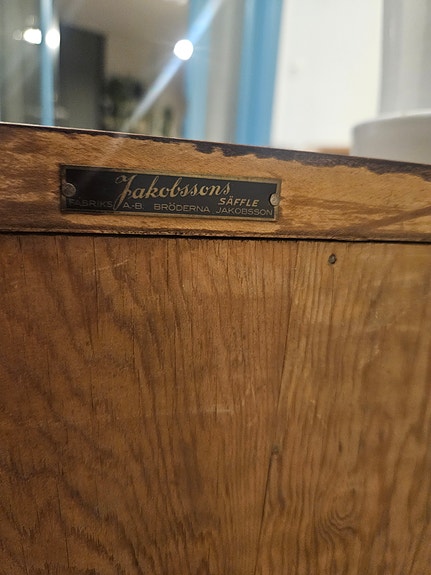 Jakobssons
SÄFFLE
FABRIKS A.-B. BRÖDERNA JAKOBSSON